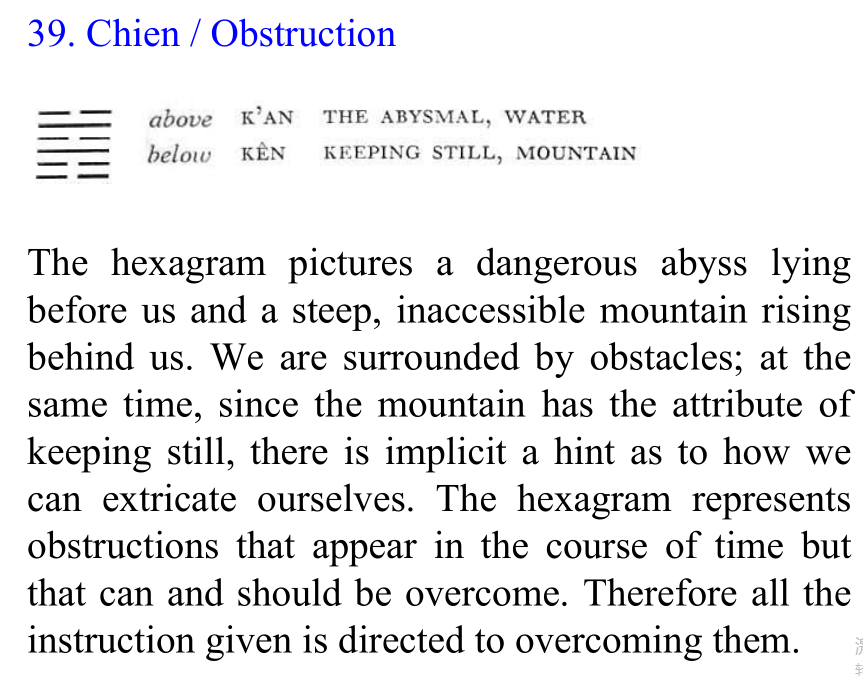 39. Chien / Obstruction
above K’AN THE ABYSMAL, WATER
below KÊN KEEPING STILL, MOUNTAIN
The hexagram pictures a dangerous abyss lying
before us and a steep, inaccessible mountain rising
behind us. We are surrounded by obstacles; at the
same time, since the mountain has the attribute of
keeping still, there is implicit a hint as to how we
can extricate ourselves. The hexagram represents
obstructions that appear in the course of time but
that can and should be overcome. Therefore all the
instruction given is directed to overcoming them.